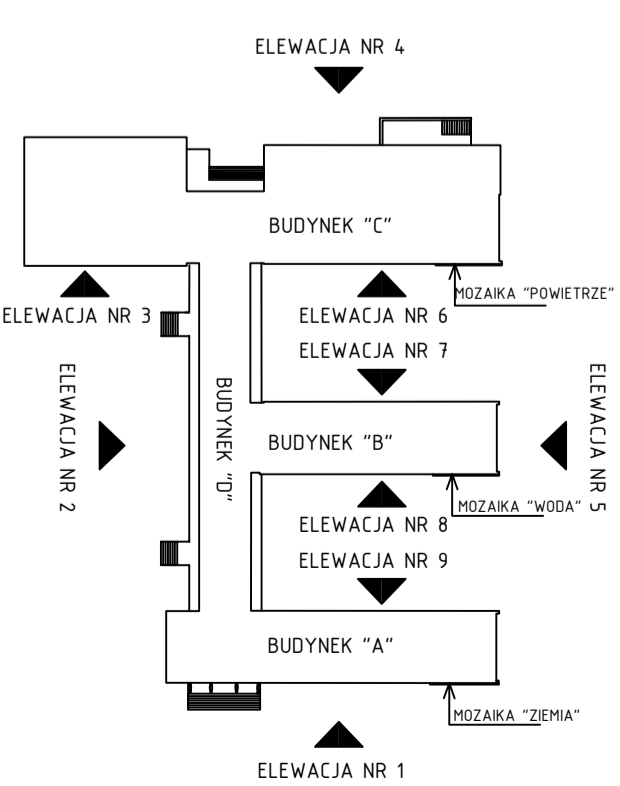 ELEWACJA NR 4
BUDYNEK "C"
MOZAIKA "POWIETRZE"
ELEWACJA NR 3
ELEWACJA NR 6
ELEWACJA NR 7
ELEWACJA NR 2
BUDYNEK "D"
BUDYNEK "B"
ELEWACJA NR 5
MOZAIKA "WODA"
ELEWACJA NR 8
ELEWACJA NR 9
BUDYNEK "A"
MOZAIKA "ZIEMIA"
ELEWACJA NR 1